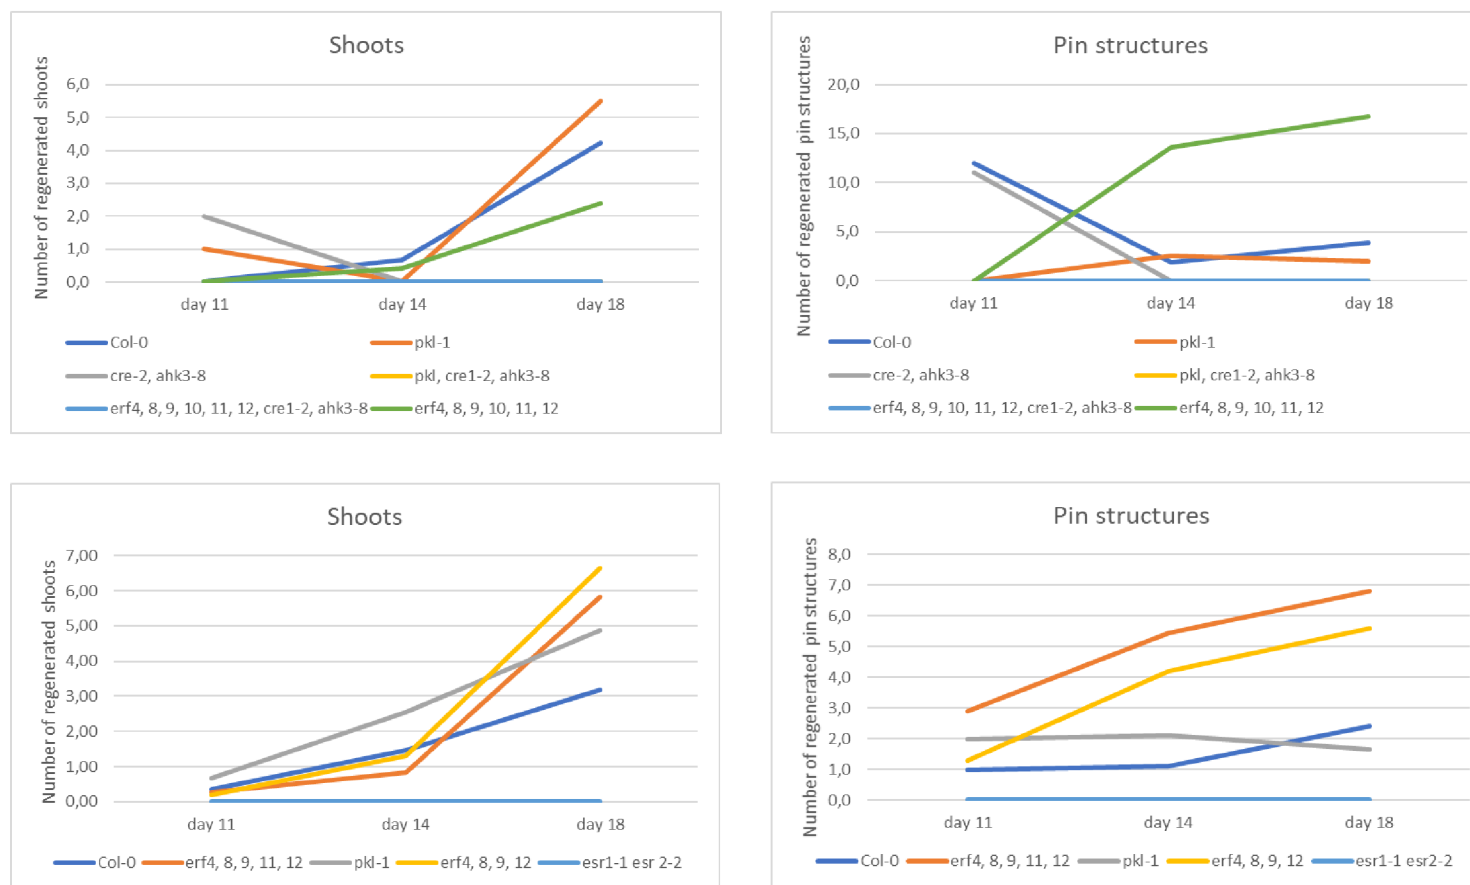 Shoots
Number of regenerated shoots
6,0
5,0
4,0
3,0
2,0
1,0
0,0
day 11 day 14 day 18
Col-0 pkl-1
cre-2, ahk3-8 pkl, cre1-2, ahk3-8
erf4, 8, 9, 10, 11, 12, cre1-2, ahk3-8 erf4, 8, 9, 10, 11, 12
Pin structures
Number of regenerated pin structures
20,0
15,0
10,0
5,0
0,0
day 11 day 14 day 18
Col-0 pkl-1
cre-2, ahk3-8 pkl, cre1-2, ahk3-8
erf4, 8, 9, 10, 11, 12, cre1-2, ahk3-8 erf4, 8, 9, 10, 11, 12
Shoots
Number of regenerated shoots
7,00
6,00
5,00
4,00
3,00
2,00
1,00
0,00
day 11 day 14 day 18
Col-0 erf4, 8, 9, 11, 12 pkl-1 erf4, 8, 9, 12 esr1-1 esr 2-2
Pin structures
Number of regenerated pin structures
8,0
7,0
6,0
5,0
4,0
3,0
2,0
1,0
0,0
day 11 day 14 day 18
Col-0 erf4, 8, 9, 11, 12 pkl-1 erf4, 8, 9, 12 esr1-1 esr2-2